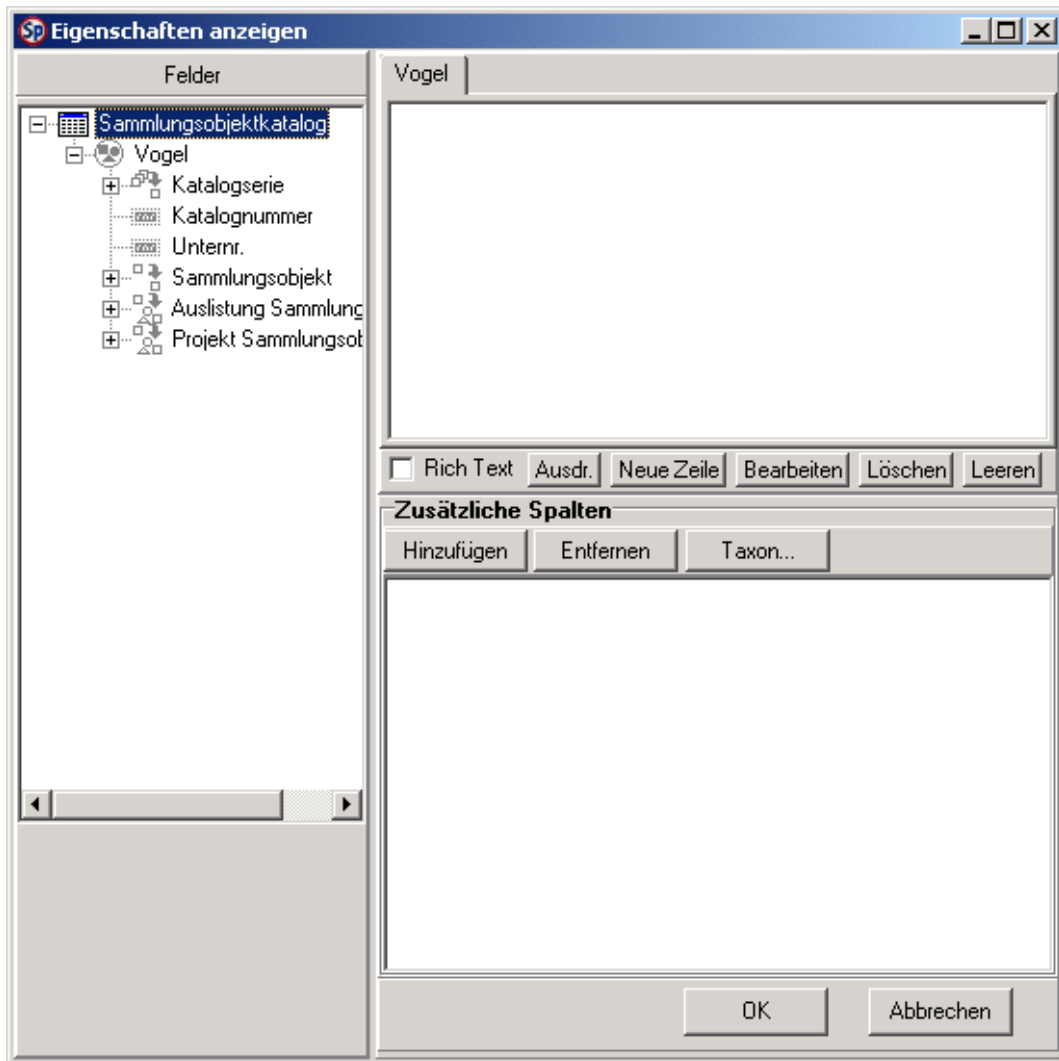 Sp Eigenschaften anzeigen
Felder
Sammlungsobjektkatalog
Vogel
Katalogserie
Katalognummer
Unternr.
Sammlungsobjekt
Auslistung Sammlung
Projekt Sammlungsob
Vogel
Rich Text Ausdr. Neue Zeile Bearbeiten Löschen Leeren
Zusätzliche Spalten
Hinzufügen Entfernen Taxon...
OK Abbrechen